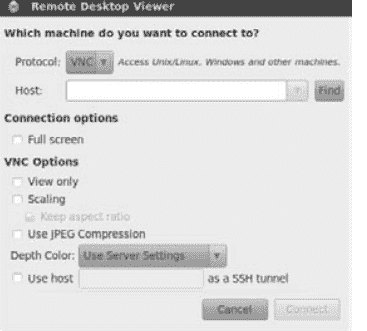 Remote Desktop Viewer
Which machine do you want to connect to?
Protocol: VNC Access Unix/Linux, Windows and other machines.
Host: Find
Connection options
Full screen
VNC Options
View only
Scaling
Keep aspect ratio
Use JPEG Compression
Depth Color: Use Server Settings
Use host as a SSH tunnel
Cancel Connect